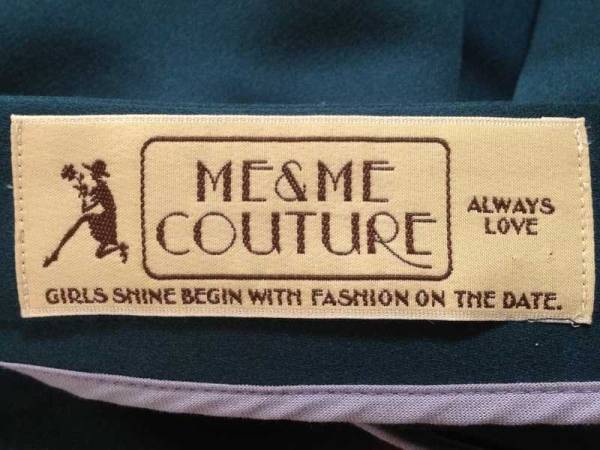 ME&ME
COUTURE
ALWAYS
LOVE
GIRLS SHINE BEGIN WITH FASHION ON THE DATE.